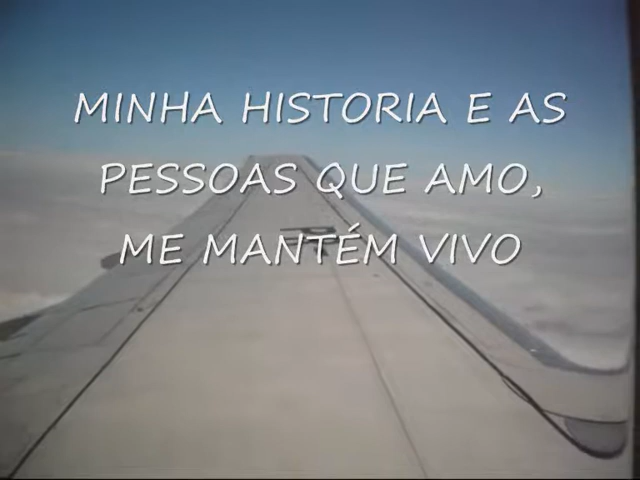 MINHA HISTORIA E AS
PESSOAS QUE AMO,
ME MANTÉM VIVO